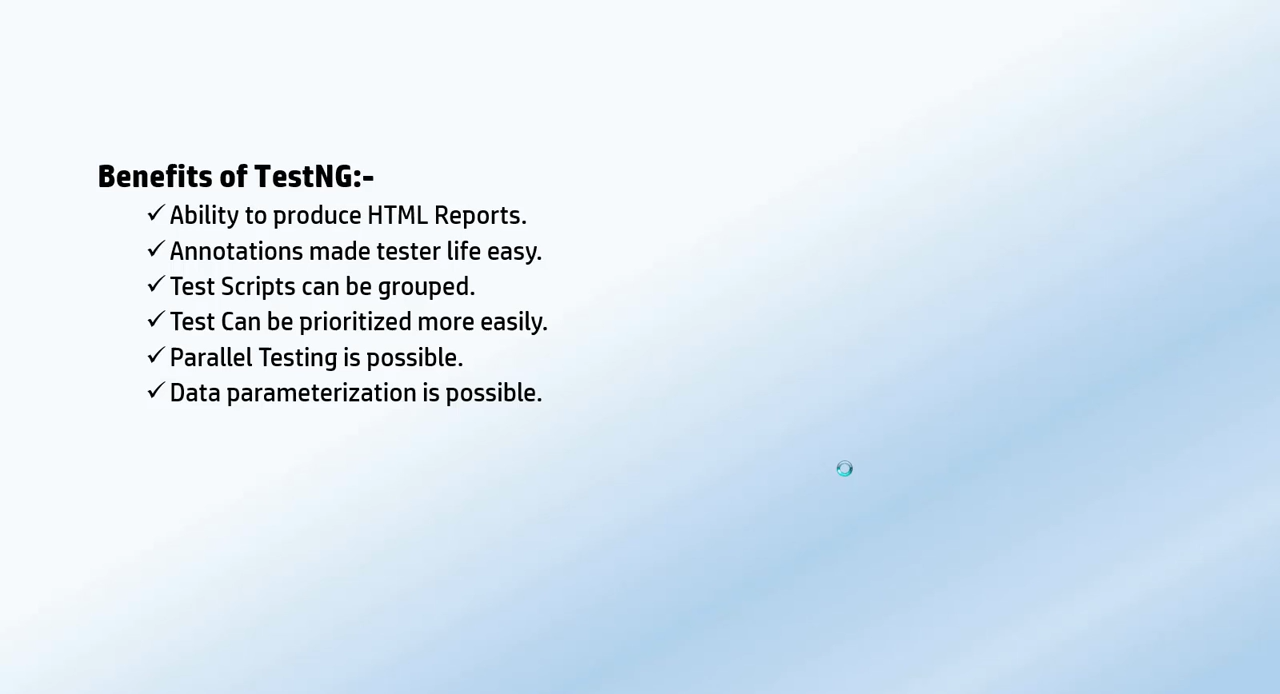 Benefits of TestNG:-
✓ Ability to produce HTML Reports.
✓ Annotations made tester life easy.
✓ Test Scripts can be grouped.
✓ Test Can be prioritized more easily.
✓ Parallel Testing is possible.
✓ Data parameterization is possible.